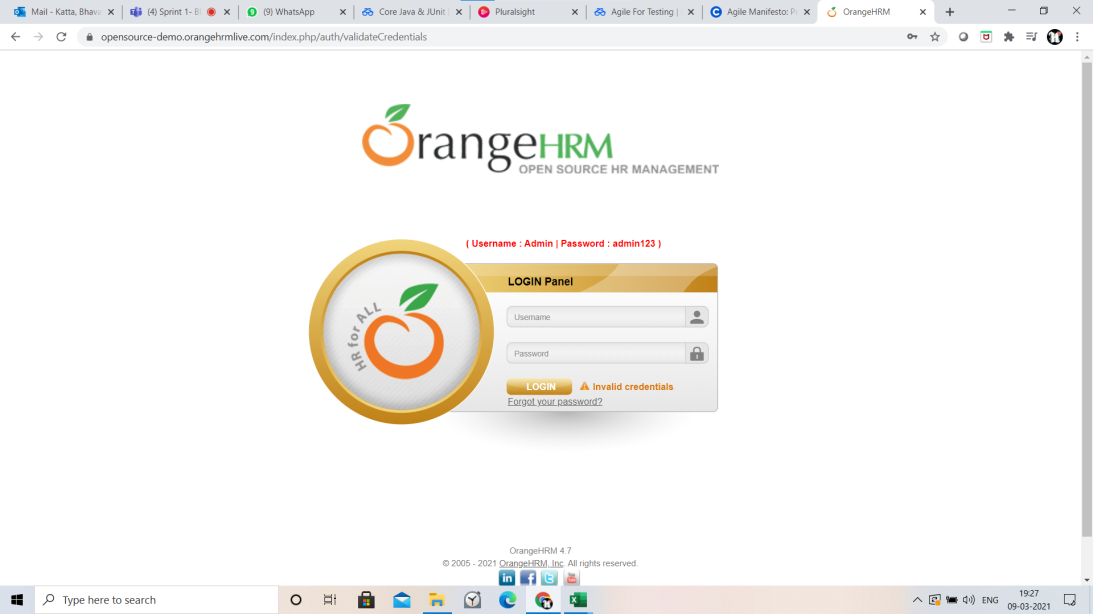 Mail - Katta, Bhava
(4) Sprint 1- B
(9) WhatsApp
Core Java & JUnit
Pluralsight
Agile For Testing |
Agile Manifesto: P
OrangeHRM
opensource-demo.orangehrmlive.com/index.php/auth/validateCredentials
OrangeHRM
OPEN SOURCE HR MANAGEMENT
( Username : Admin | Password : admin123 )
LOGIN Panel
HR for ALL
Username
Password
LOGIN
Invalid credentials
Forgot your password?
OrangeHRM 4.7
© 2005 - 2021 OrangeHRM, Inc. All rights reserved.
Type here to search
ENG
19:27
09-03-2021